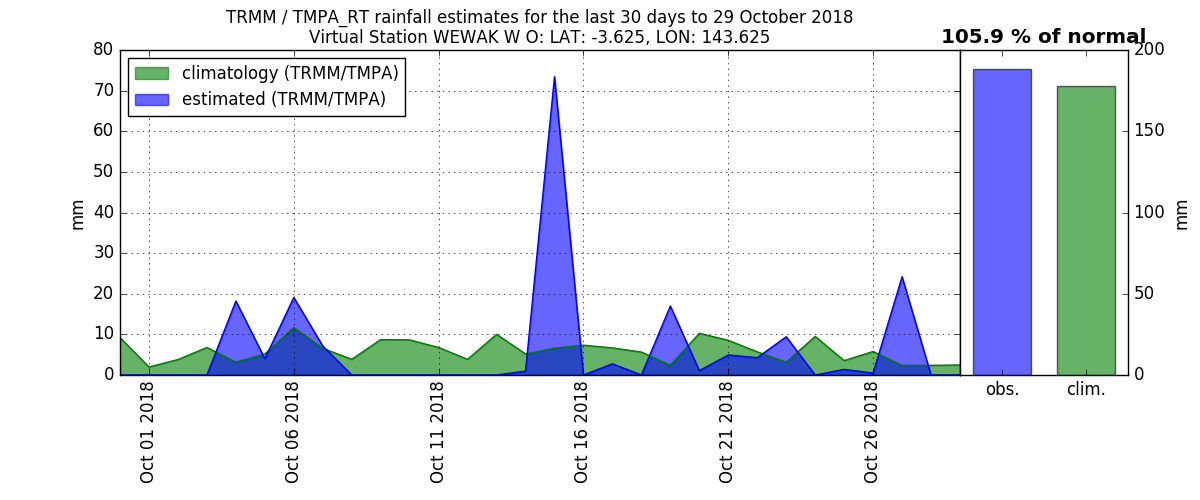 TRMM / TMPA_RT rainfall estimates for the last 30 days to 29 October 2018
Virtual Station WEWAK W O: LAT: -3.625, LON: 143.625
105.9 % of normal
climatology (TRMM/TMPA)
estimated (TRMM/TMPA)
80
70
60
50
40
30
20
10
0
mm
Oct 01 2018
Oct 06 2018
Oct 11 2018
Oct 16 2018
Oct 21 2018
Oct 26 2018
200
150
100
50
0
mm
obs.
clim.